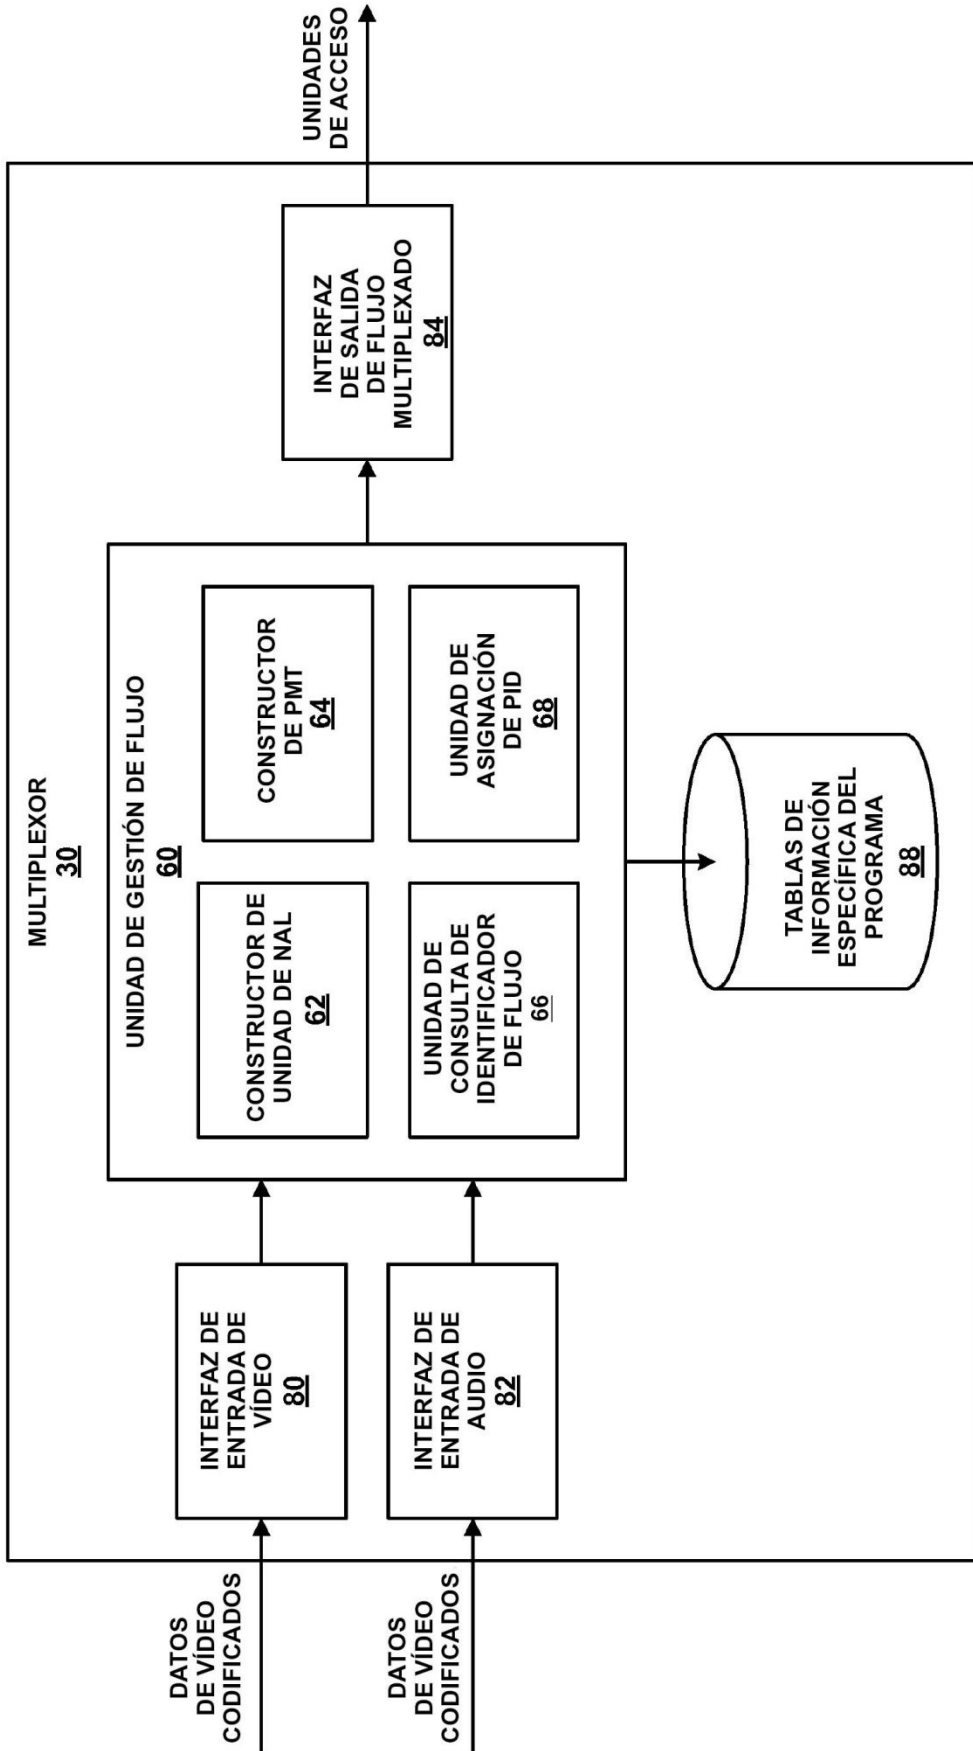 MULTIPLEXOR
30
UNIDAD DE GESTIÓN DE FLUJO
60
DATOS
DE VÍDEO
CODIFICADOS
INTERFAZ DE
ENTRADA DE
VÍDEO
80
CONSTRUCTOR DE
UNIDAD DE NAL
62
CONSTRUCTOR
DE PMT
64
INTERFAZ
DE SALIDA
DE FLUJO
MULTIPLEXADO
84
UNIDADES
DE ACCESO
DATOS
DE VÍDEO
CODIFICADOS
INTERFAZ DE
ENTRADA DE
AUDIO
82
UNIDAD DE
CONSULTA DE
IDENTIFICADOR
DE FLUJO
66
UNIDAD DE
ASIGNACIÓN
DE PID
68
TABLAS DE
INFORMACIÓN
ESPECÍFICA DEL
PROGRAMA
88